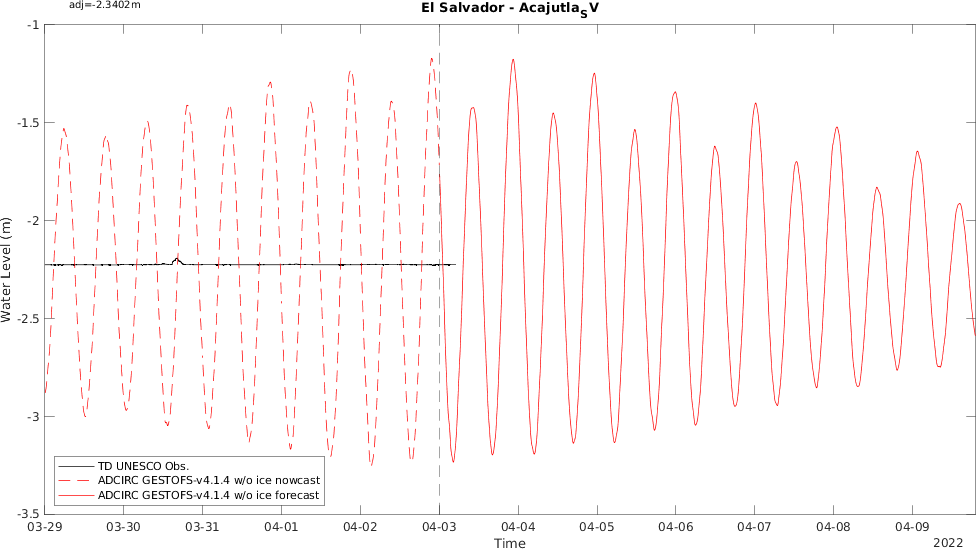 adj=-2.3402m
El Salvador - AcajutlaSV
-1
-1.5
-2
-2.5
-3
-3.5
Water Level (m)
TD UNESCO Obs.
ADCIRC GESTOFS-v4.1.4 w/o ice nowcast
ADCIRC GESTOFS-v4.1.4 w/o ice forecast
03-29 03-30 03-31 04-01 04-02 04-03 04-04 04-05 04-06 04-07 04-08 04-09
Time
2022